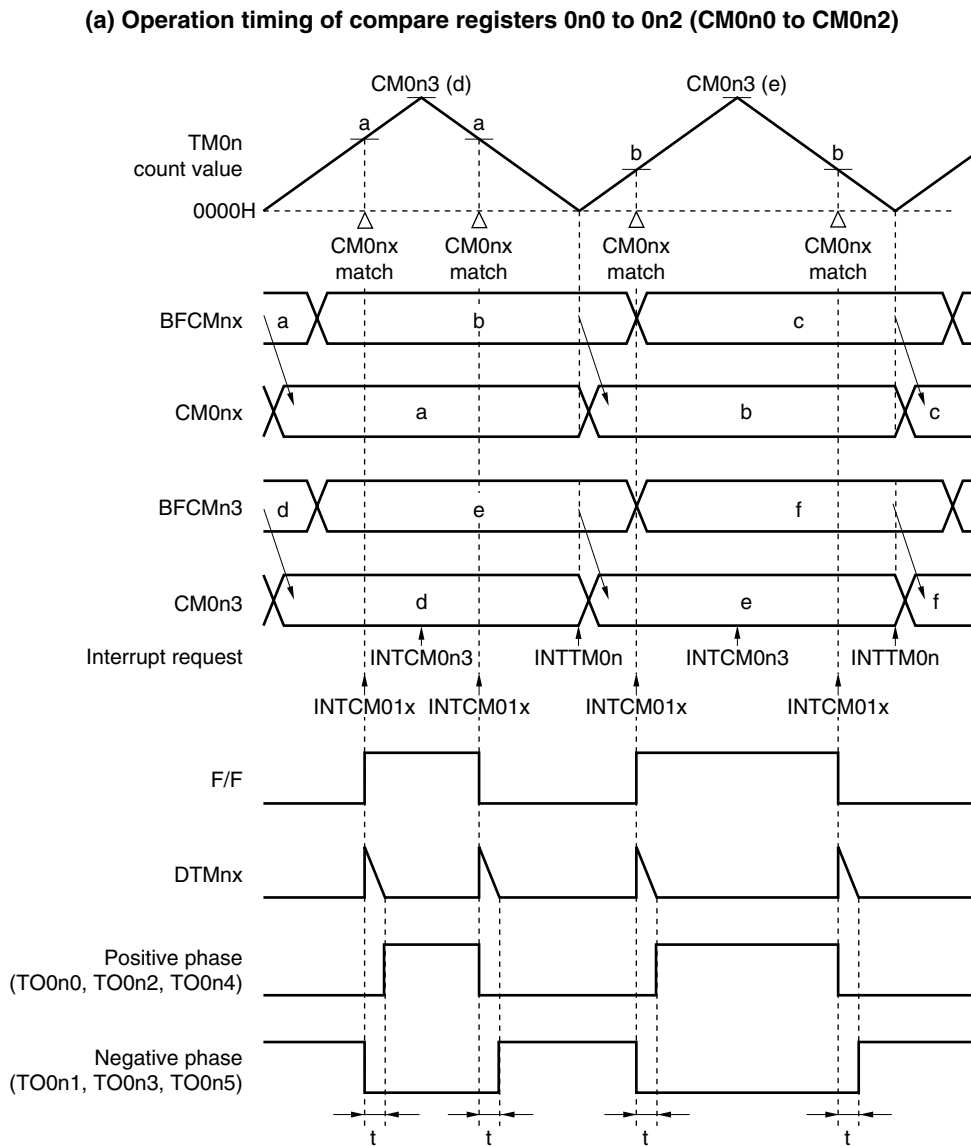 (a) Operation timing of compare registers 0n0 to 0n2 (CM0n0 to CM0n2)
CM0n3 (d)
CM0n3 (e)
a
a
TM0n
count value
b
b
0000H
CM0nx
match
CM0nx
match
CM0nx
match
CM0nx
match
BFCMnx
a
b
c
CM0nx
a
b
c
BFCMn3
d
e
f
CM0n3
d
e
f
Interrupt request
INTCM0n3
INTTM0n
INTCM0n3
INTTM0n
INTCM01x
INTCM01x
INTCM01x
INTCM01x
F/F
DTMnx
Positive phase
(TO0n0, TO0n2, TO0n4)
Negative phase
(TO0n1, TO0n3, TO0n5)
t
t
t
t